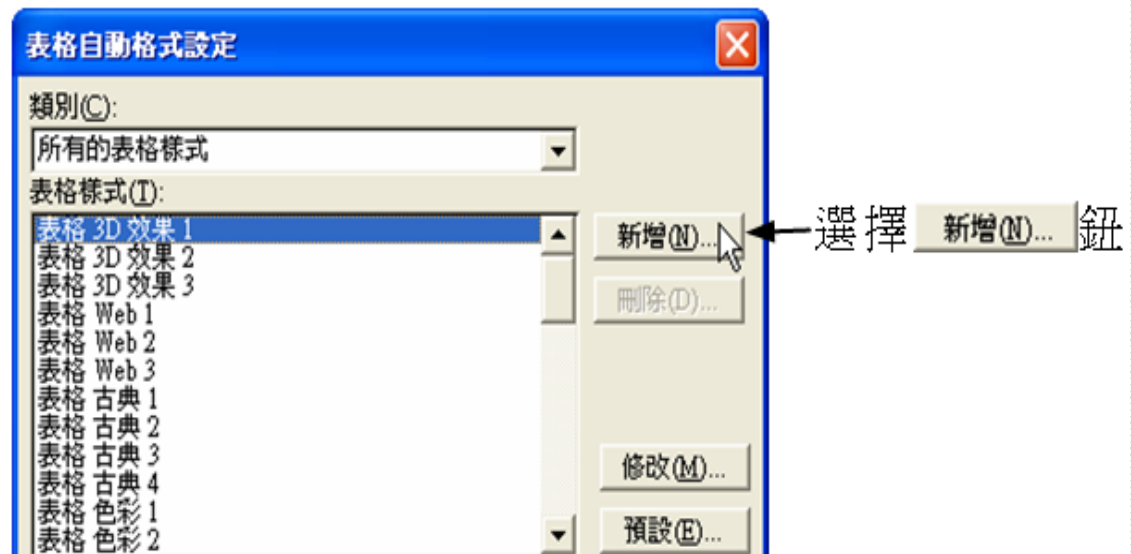 表格自動格式設定
類別(C):
所有的表格樣式
表格樣式(T):
表格 3D 效果 1
表格 3D 效果 2
表格 3D 效果 3
表格 Web 1
表格 Web 2
表格 Web 3
表格 古典 1
表格 古典 2
表格 古典 3
表格 古典 4
表格 色彩 1
表格 色彩 2
新增(N)...
刪除(D)...
修改(M)...
預設(E)...
選擇 新增(N)... 鈕